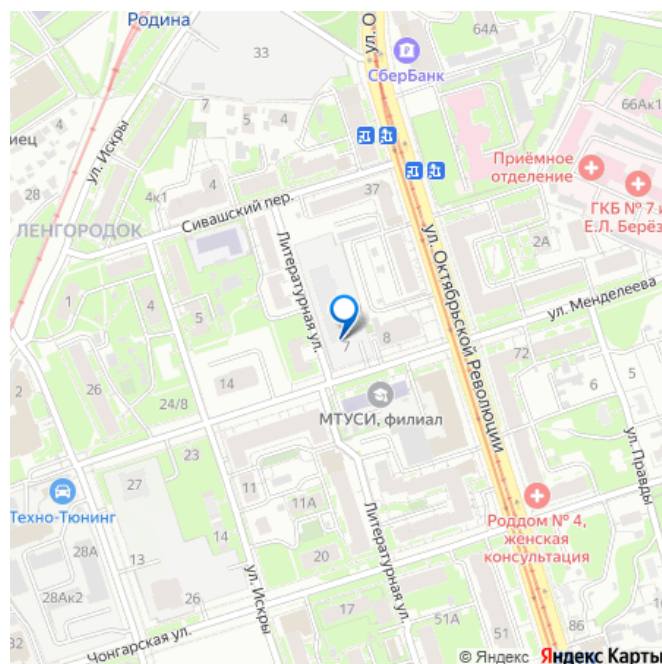 Родина
ул. О
33
СберБанк
64А
66Ак1
7
5
4
4
иец
28
ул. Искры
4к1
4
37
Приёмное
отделение
ГКБ № 7 и
Е.Л. Берёз
Сивашский пер.
ЛЕНГОРОДОК
2А
Литературная ул.
ул. Октябрьской Революции
ул. Менделеева
1
4
5
7
8
72
6
5
2
26
14
24/8
МТУСИ, филиал
ул. Правды
23
27
11
11А
Техно-Тюнинг
Роддом № 4,
женская
консультация
28А
13
14
20
Литературная ул.
28Ак2
26
ул. Искры
17
51А
51
86
32
Чонгарская ул.
© Яндекс Яндекс Карты